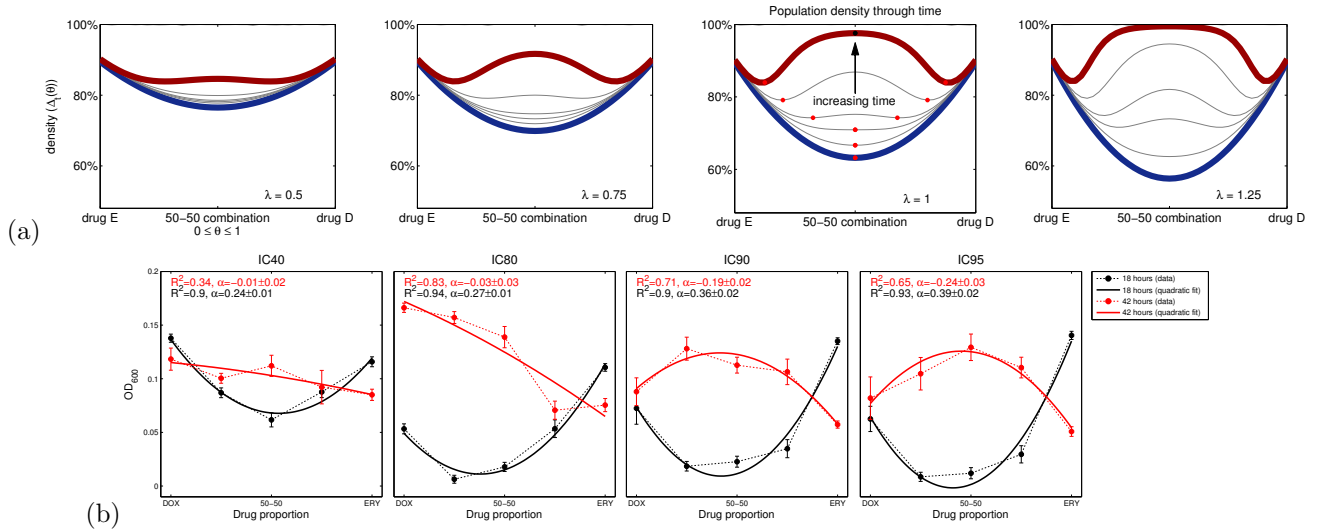 Population density through time
100%
80%
60%
density (Δt(θ))
λ = 0.5
drug E
50−50 combination
drug D
0 ≤ θ ≤ 1
100%
80%
60%
λ = 0.75
drug E
50−50 combination
drug D
100%
80%
60%
increasing time
λ = 1
drug E
50−50 combination
drug D
100%
80%
60%
λ = 1.25
drug E
50−50 combination
drug D
(a)
IC40
R2=0.34, α=−0.01±0.02
R2=0.9, α=0.24±0.01
0.2
0.15
0.1
0.05
0
OD600
DOX
50−50
ERY
Drug proportion
IC80
R2=0.83, α=−0.03±0.03
R2=0.94, α=0.27±0.01
DOX
50−50
ERY
Drug proportion
IC90
R2=0.71, α=−0.19±0.02
R2=0.9, α=0.36±0.02
DOX
50−50
ERY
Drug proportion
IC95
R2=0.65, α=−0.24±0.03
R2=0.93, α=0.39±0.02
DOX
50−50
ERY
Drug proportion
18 hours (data)
18 hours (quadratic fit)
42 hours (data)
42 hours (quadratic fit)
(b)